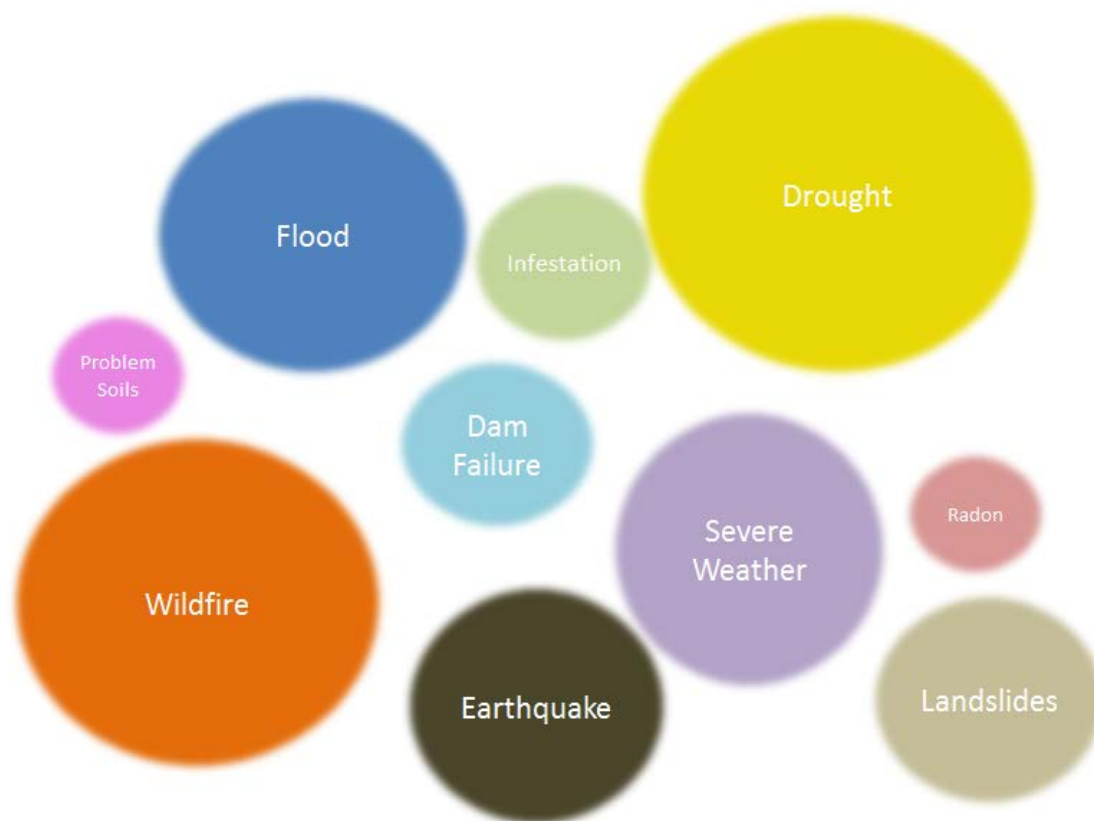 Drought
Flood
Infestation
Problem
Soils
Dam
Failure
Severe
Weather
Radon
Wildfire
Earthquake
Landslides